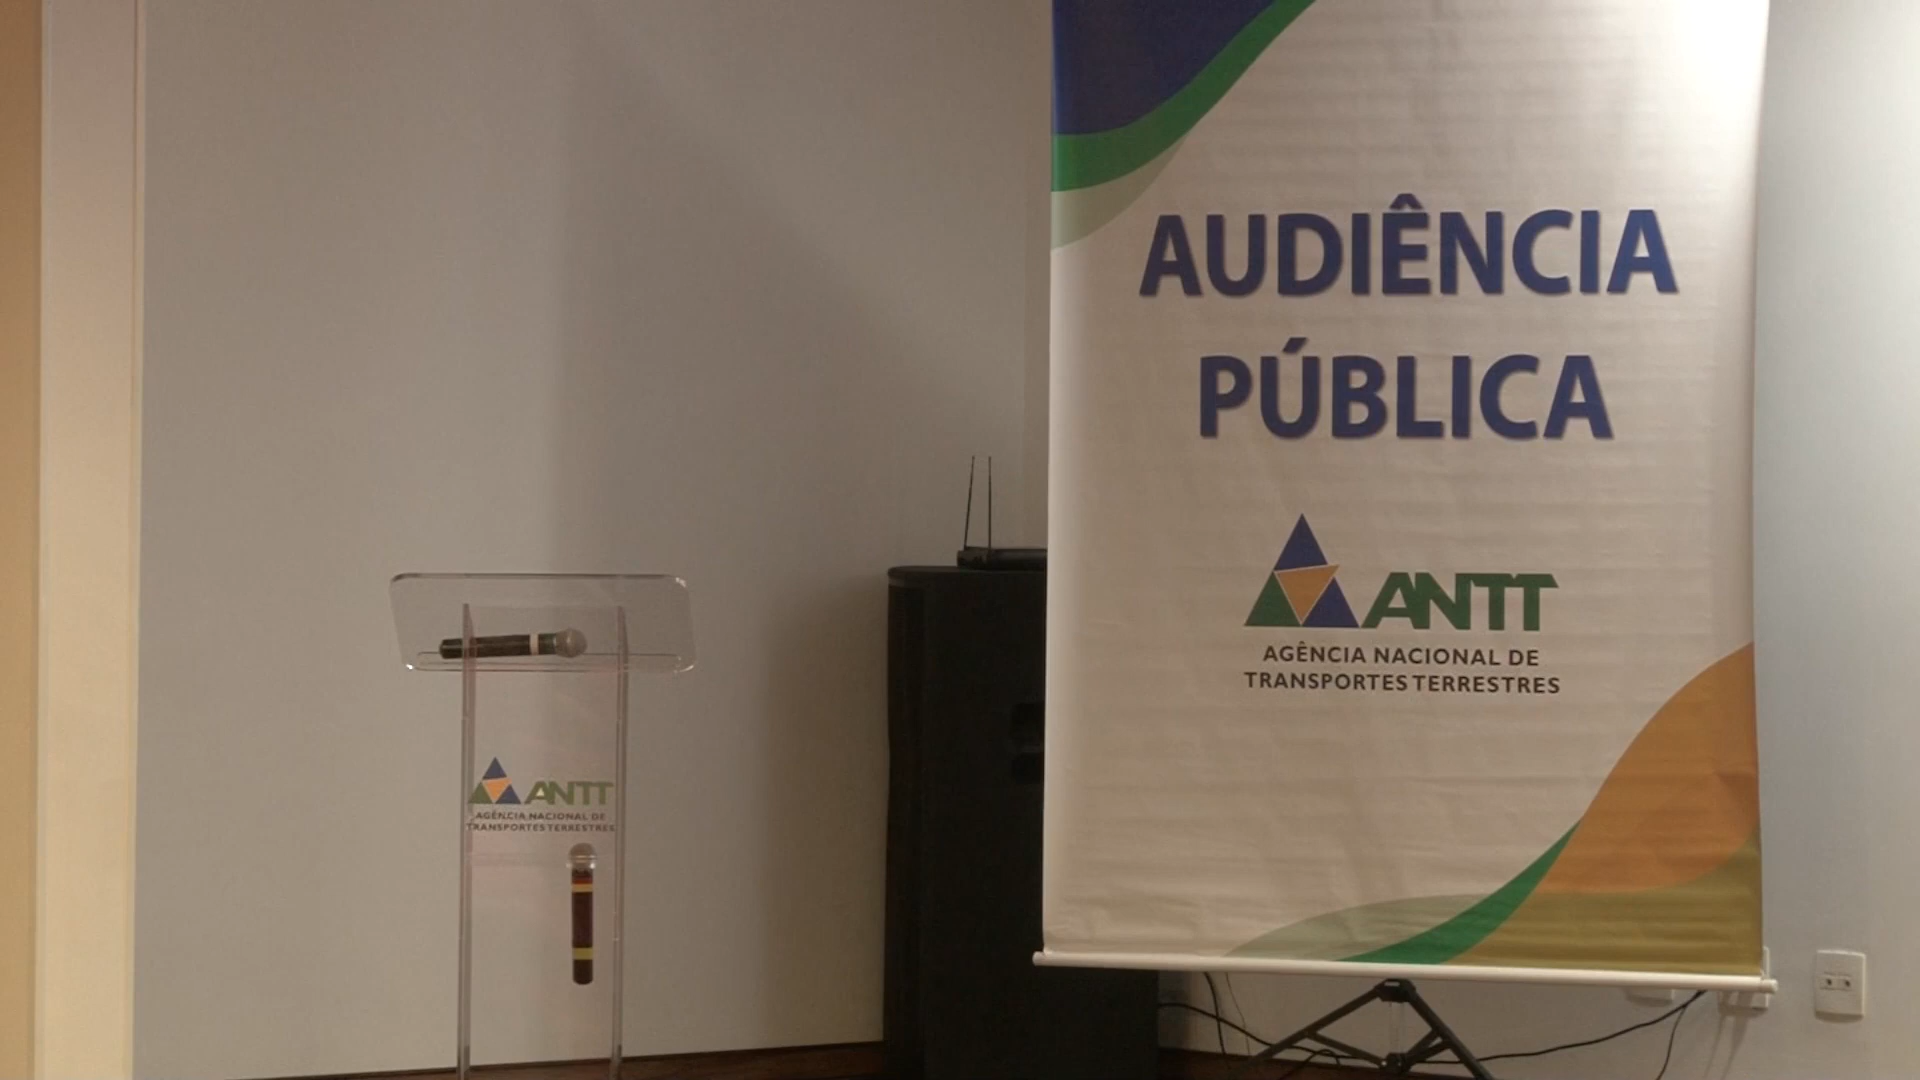 AUDIÊNCIA
PÚBLICA
ANTT
AGÊNCIA NACIONAL DE
TRANSPORTES TERRESTRES
ANTT
AGÊNCIA NACIONAL DE
TRANSPORTES TERRESTRES